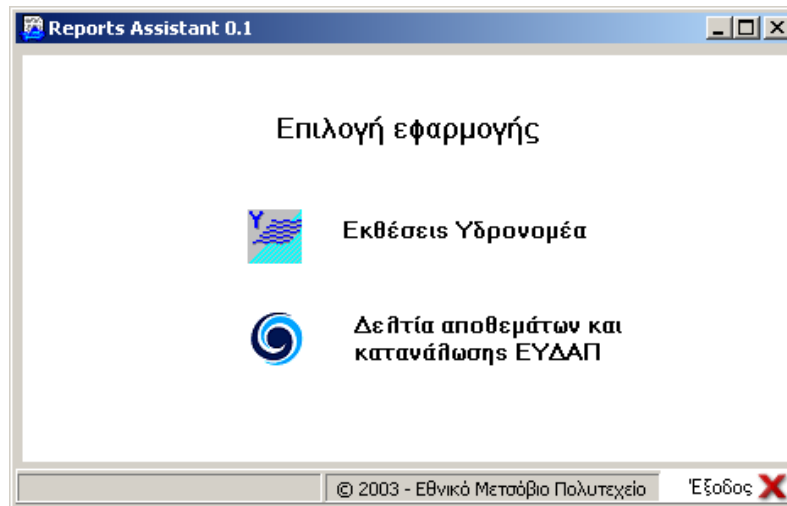 Reports Assistant 0.1
Επιλογή εφαρμογής
Υ
Εκθέσεις Υδρονομέα
Δελτία αποθεμάτων και
κατανάλωσης ΕΥΔΑΠ
© 2003 - Εθνικό Μετσόβιο Πολυτεχείο
Έξοδος